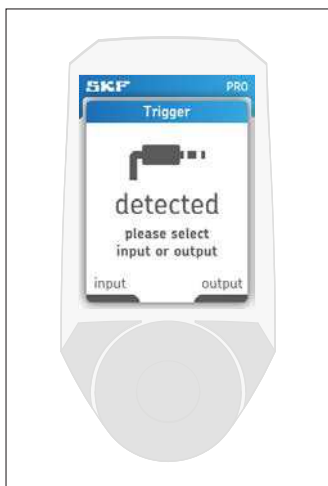 SKF PRO
Trigger
detected
please select
input or output
input output